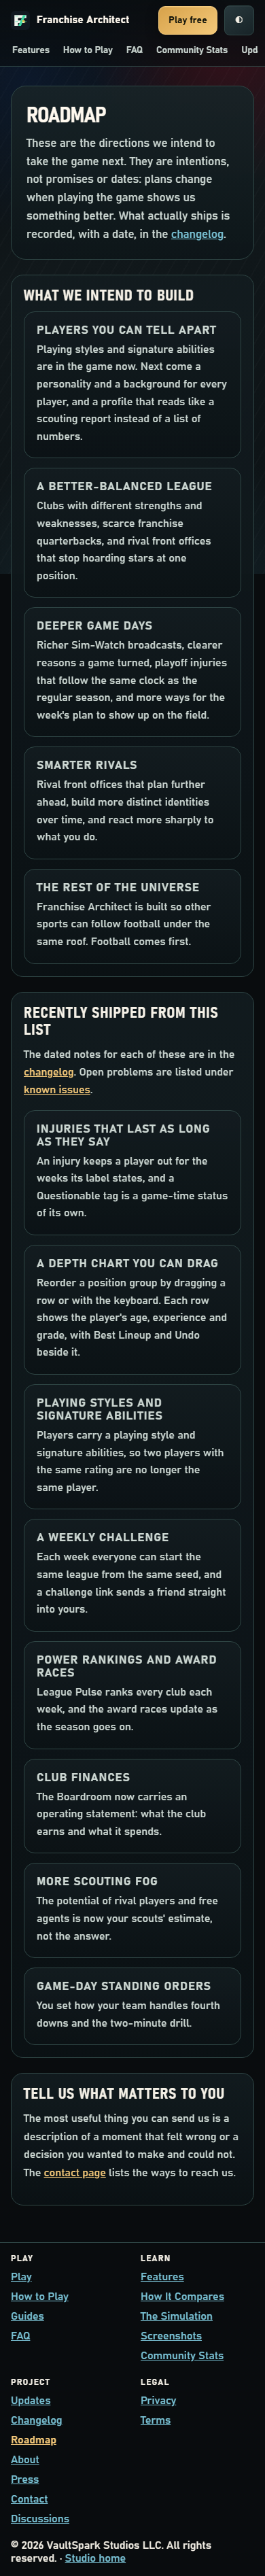 Franchise Architect
Play free
Features How to Play FAQ Community Stats Upd
ROADMAP
These are the directions we intend to
take the game next. They are intentions,
not promises or dates: plans change
when playing the game shows us
something better. What actually ships is
recorded, with a date, in the changelog.
WHAT WE INTEND TO BUILD
PLAYERS YOU CAN TELL APART
Playing styles and signature abilities
are in the game now. Next come a
personality and a background for every
player, and a profile that reads like a
scouting report instead of a list of
numbers.
A BETTER-BALANCED LEAGUE
Clubs with different strengths and
weaknesses, scarce franchise
quarterbacks, and rival front offices
that stop hoarding stars at one
position.
DEEPER GAME DAYS
Richer Sim-Watch broadcasts, clearer
reasons a game turned, playoff injuries
that follow the same clock as the
regular season, and more ways for the
week's plan to show up on the field.
SMARTER RIVALS
Rival front offices that plan further
ahead, build more distinct identities
over time, and react more sharply to
what you do.
THE REST OF THE UNIVERSE
Franchise Architect is built so other
sports can follow football under the
same roof. Football comes first.
RECENTLY SHIPPED FROM THIS
LIST
The dated notes for each of these are in the
changelog. Open problems are listed under
known issues.
INJURIES THAT LAST AS LONG
AS THEY SAY
An injury keeps a player out for the
weeks its label states, and a
Questionable tag is a game-time status
of its own.
A DEPTH CHART YOU CAN DRAG
Reorder a position group by dragging a
row or with the keyboard. Each row
shows the player's age, experience and
grade, with Best Lineup and Undo
beside it.
PLAYING STYLES AND
SIGNATURE ABILITIES
Players carry a playing style and
signature abilities, so two players with
the same rating are no longer the
same player.
A WEEKLY CHALLENGE
Each week everyone can start the
same league from the same seed, and
a challenge link sends a friend straight
into yours.
POWER RANKINGS AND AWARD
RACES
League Pulse ranks every club each
week, and the award races update as
the season goes on.
CLUB FINANCES
The Boardroom now carries an
operating statement: what the club
earns and what it spends.
MORE SCOUTING FOG
The potential of rival players and free
agents is now your scouts' estimate,
not the answer.
GAME-DAY STANDING ORDERS
You set how your team handles fourth
downs and the two-minute drill.
TELL US WHAT MATTERS TO YOU
The most useful thing you can send us is a
description of a moment that felt wrong or a
decision you wanted to make and could not.
The contact page lists the ways to reach us.
PLAY
Play
How to Play
Guides
FAQ
LEARN
Features
How It Compares
The Simulation
Screenshots
Community Stats
PROJECT
Updates
Changelog
Roadmap
About
Press
Contact
Discussions
LEGAL
Privacy
Terms
© 2026 VaultSpark Studios LLC. All rights
reserved. · Studio home